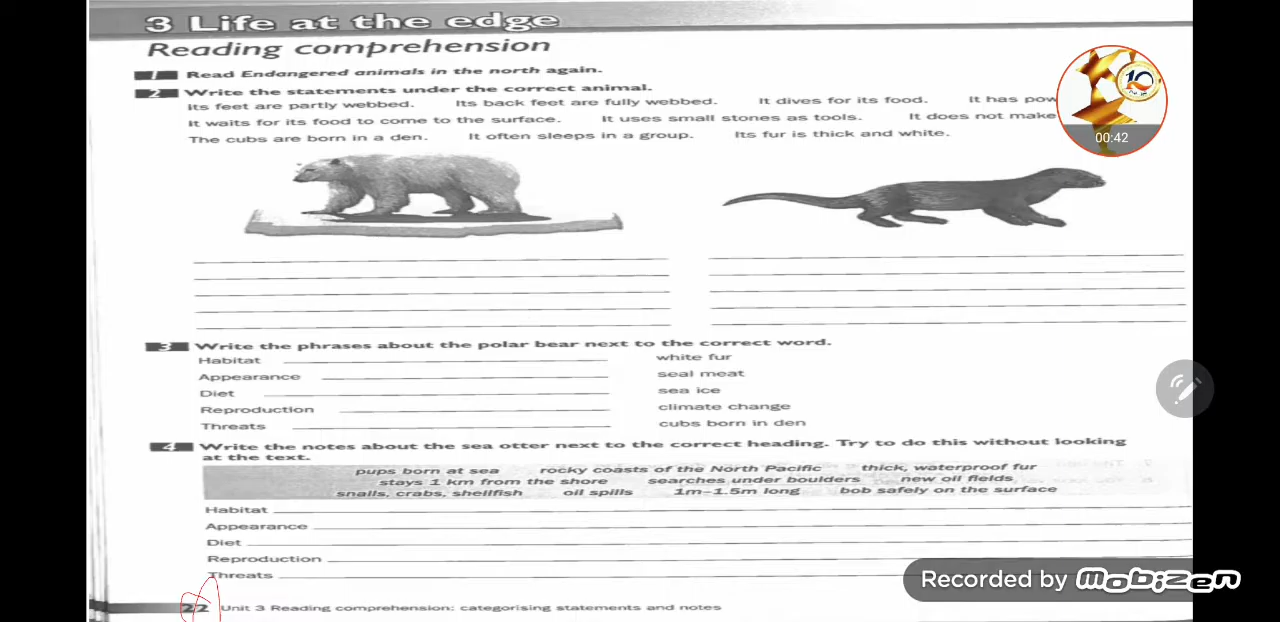 3 Life at the edge
Reading comprehension
1 Read Endangered animals in the north again.
2 Write the statements under the correct animal.
Its feet are partly webbed. Its back feet are fully webbed. It dives for its food. It has
It waits for its food to come to the surface. It uses small stones as tools. It does not make
The cubs are born in a den. It often sleeps in a group. Its fur is thick and white.
10
00:42
3 Write the phrases about the polar bear next to the correct word.
Habitat white fur
Appearance seal meat
Diet sea ice
Reproduction climate change
Threats cubs born in den
4 Write the notes about the sea otter next to the correct heading. Try to do this without looking
at the text.
pups born at sea rocky coasts of the North Pacific thick, waterproof fur
stays 1 km from the shore searches under boulders new oil fields
snails, crabs, shellfish oil spills 1m–1.5m long bob safely on the surface
Habitat
Appearance
Diet
Reproduction
Threats
22 Unit 3 Reading comprehension: categorising statements and notes
Recorded by Mobizen